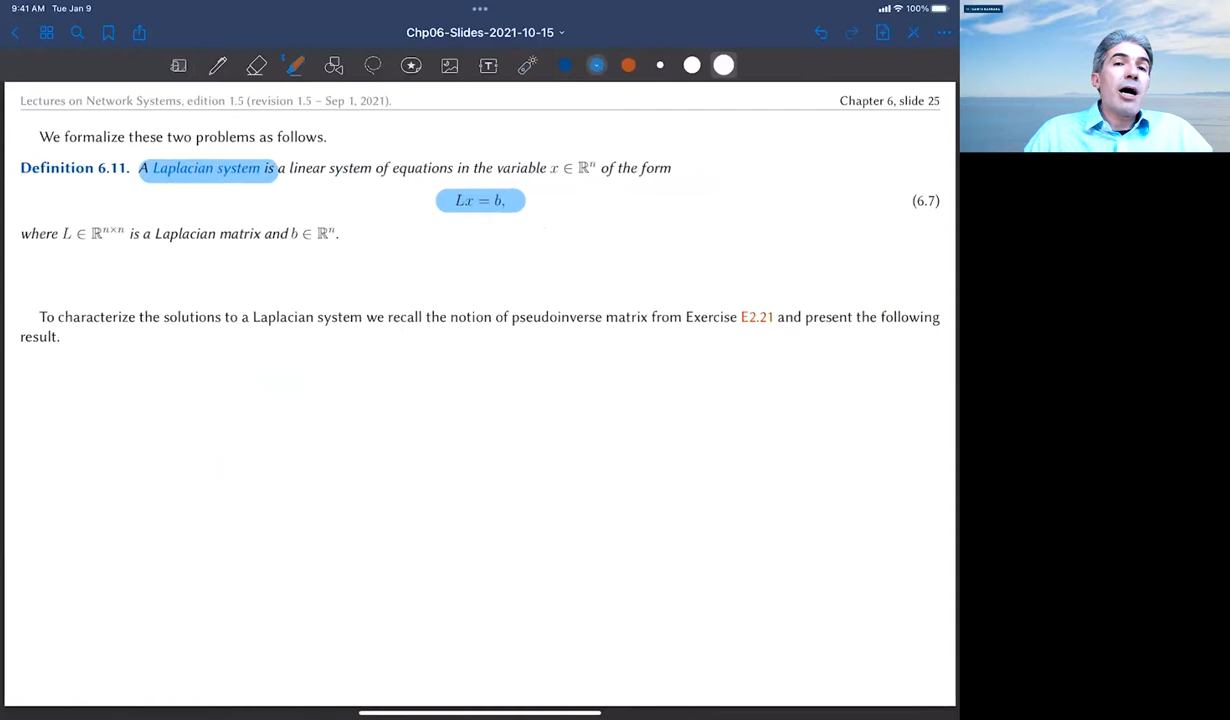 9:41 AM Tue Jan 9
100%
Chp06-Slides-2021-10-15
Lectures on Network Systems, edition 1.5 (revision 1.5 – Sep 1, 2021).
Chapter 6, slide 25
We formalize these two problems as follows.
Definition 6.11. A Laplacian system is a linear system of equations in the variable x ∈ ℝⁿ of the form
Lx = b,
(6.7)
where L ∈ ℝⁿˣⁿ is a Laplacian matrix and b ∈ ℝⁿ.
To characterize the solutions to a Laplacian system we recall the notion of pseudoinverse matrix from Exercise E2.21 and present the following
result.